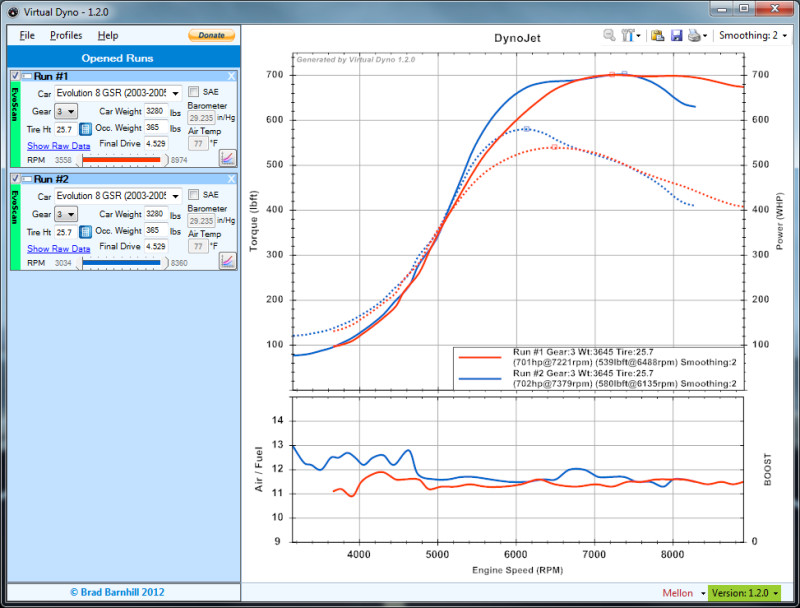 Virtual Dyno - 1.2.0
File Profiles Help Donate
Opened Runs
Run #1 X
EvoScan
Car Evolution 8 GSR (2003-2005 SAE
Gear 3 Car Weight 3280 lbs Barometer
29.235 in/Hg
Tire Ht 25.7 Occ. Weight 365 lbs Air Temp
Show Raw Data Final Drive 4.529 77 °F
RPM 3558 8974
Run #2 X
EvoScan
Car Evolution 8 GSR (2003-2005 SAE
Gear 3 Car Weight 3280 lbs Barometer
29.235 in/Hg
Tire Ht 25.7 Occ. Weight 365 lbs Air Temp
Show Raw Data Final Drive 4.529 77 °F
RPM 3034 8360
© Brad Barnhill 2012
DynoJet
Smoothing: 2
Generated by Virtual Dyno 1.2.0
700 700
600 600
500 500
400 400
300 300
200 200
100 100
Torque (lbft)
Power (WHP)
Run #1 Gear:3 Wt:3645 Tire:25.7
(701hp@7221rpm) (539lbft@6488rpm) Smoothing:2
Run #2 Gear:3 Wt:3645 Tire:25.7
(702hp@7379rpm) (580lbft@6135rpm) Smoothing:2
14
13
12
11
10
9 0
Air / Fuel
BOOST
4000 5000 6000 7000 8000
Engine Speed (RPM)
Mellon Version: 1.2.0